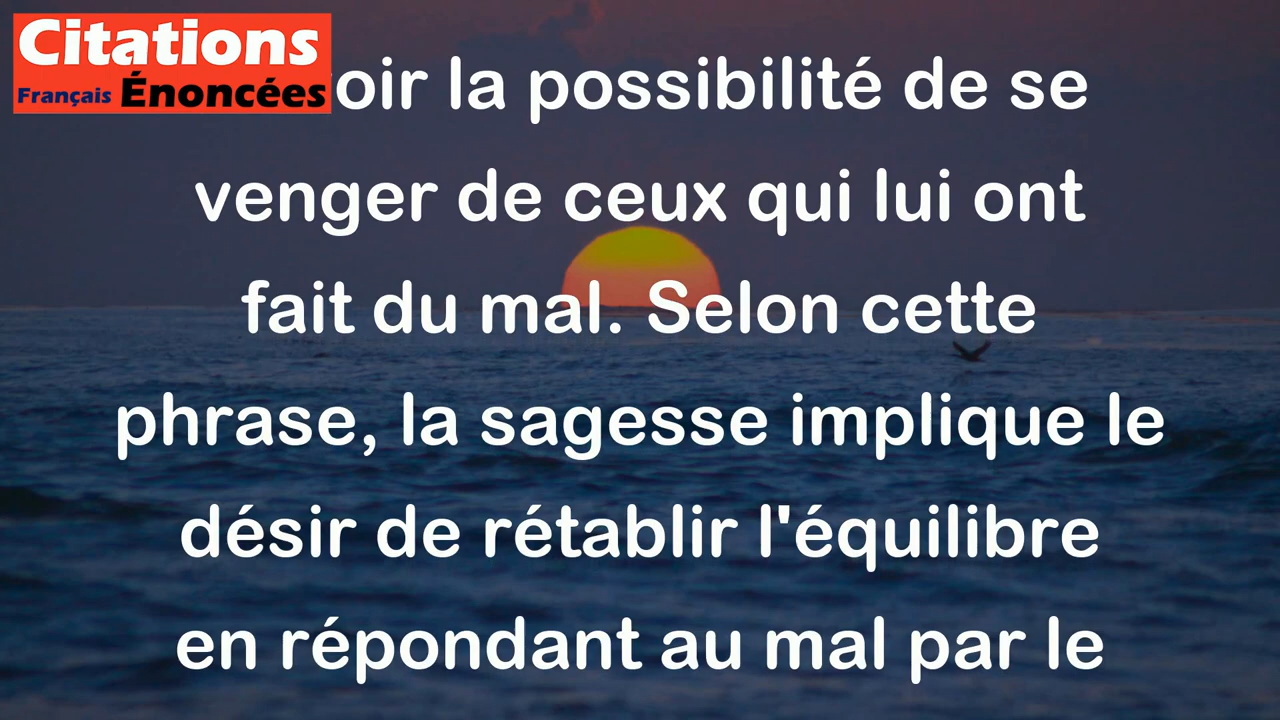 Citations
Français Énoncées
oir la possibilité de se
venger de ceux qui lui ont
fait du mal. Selon cette
phrase, la sagesse implique le
désir de rétablir l'équilibre
en répondant au mal par le